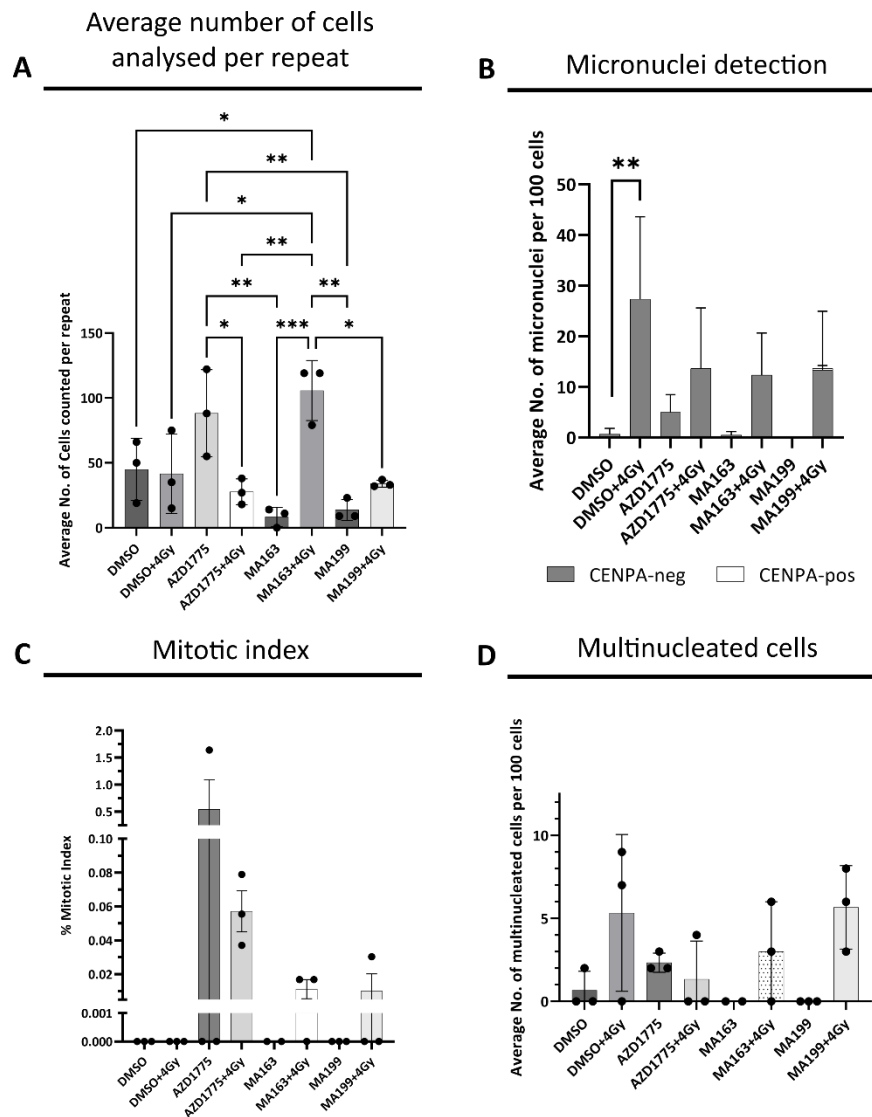 Average number of cells
analysed per repeat
A
*
**
*
**
**
**
*
***
*
Average No. of Cells counted per repeat
150
100
50
0
DMSO
DMSO+4Gy
AZD1775
AZD1775+4Gy
MA163
MA163+4Gy
MA199
MA199+4Gy
B
Micronuclei detection
Average No. of micronuclei per 100 cells
**
50
40
30
20
10
0
DMSO
DMSO+4Gy
AZD1775
AZD1775+4Gy
MA163
MA163+4Gy
MA199
MA199+4Gy
CENPA-neg
CENPA-pos
C
Mitotic index
% Mitotic Index
2.0
1.5
1.0
0.5
0.10
0.08
0.06
0.04
0.02
0.001
0.000
DMSO
DMSO+4Gy
AZD1775
AZD1775+4Gy
MA163
MA163+4Gy
MA199
MA199+4Gy
D
Multinucleated cells
Average No. of multinucleated cells per 100 cells
10
5
0
DMSO
DMSO+4Gy
AZD1775
AZD1775+4Gy
MA163
MA163+4Gy
MA199
MA199+4Gy